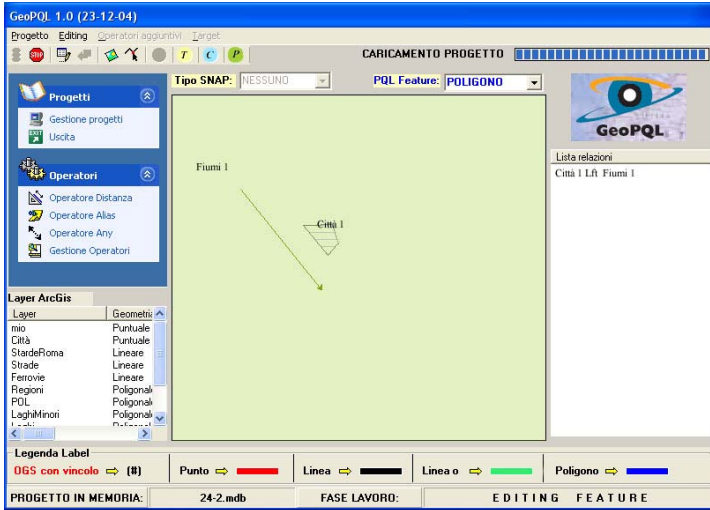 GeoPQL 1.0 (23-12-04)
Progetto Editing Operatori aggiuntivi Target
STOP T C P CARICAMENTO PROGETTO
Tipo SNAP: NESSUNO PQL Feature: POLIGONO
Progetti
Gestione progetti
EXIT Uscita
Operatori
Operatore Distanza
Operatore Alias
Operatore Any
Gestione Operatori
Fiumi 1
Città 1
GeoPQL
Lista relazioni
Città 1 Lft Fiumi 1
Layer ArcGis
Layer Geometria
mio Puntuale
Città Puntuale
StardeRoma Lineare
Strade Lineare
Ferrovie Lineare
Regioni Poligonale
POL Poligonale
LaghiMinori Poligonale
Legenda Label
OGS con vincolo (#) Punto Linea Linea o Poligono
PROGETTO IN MEMORIA: 24-2.mdb FASE LAVORO: EDITING FEATURE